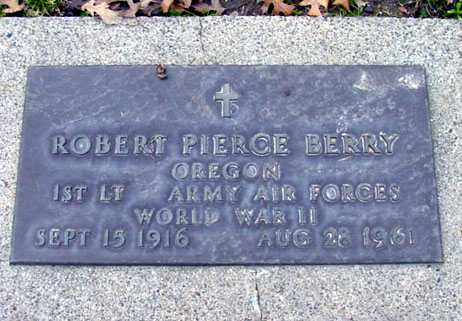 ROBERT PIERCE BERRY
OREGON
1ST LT ARMY AIR FORCES
WORLD WAR II
SEPT 15 1916 AUG 28 1961